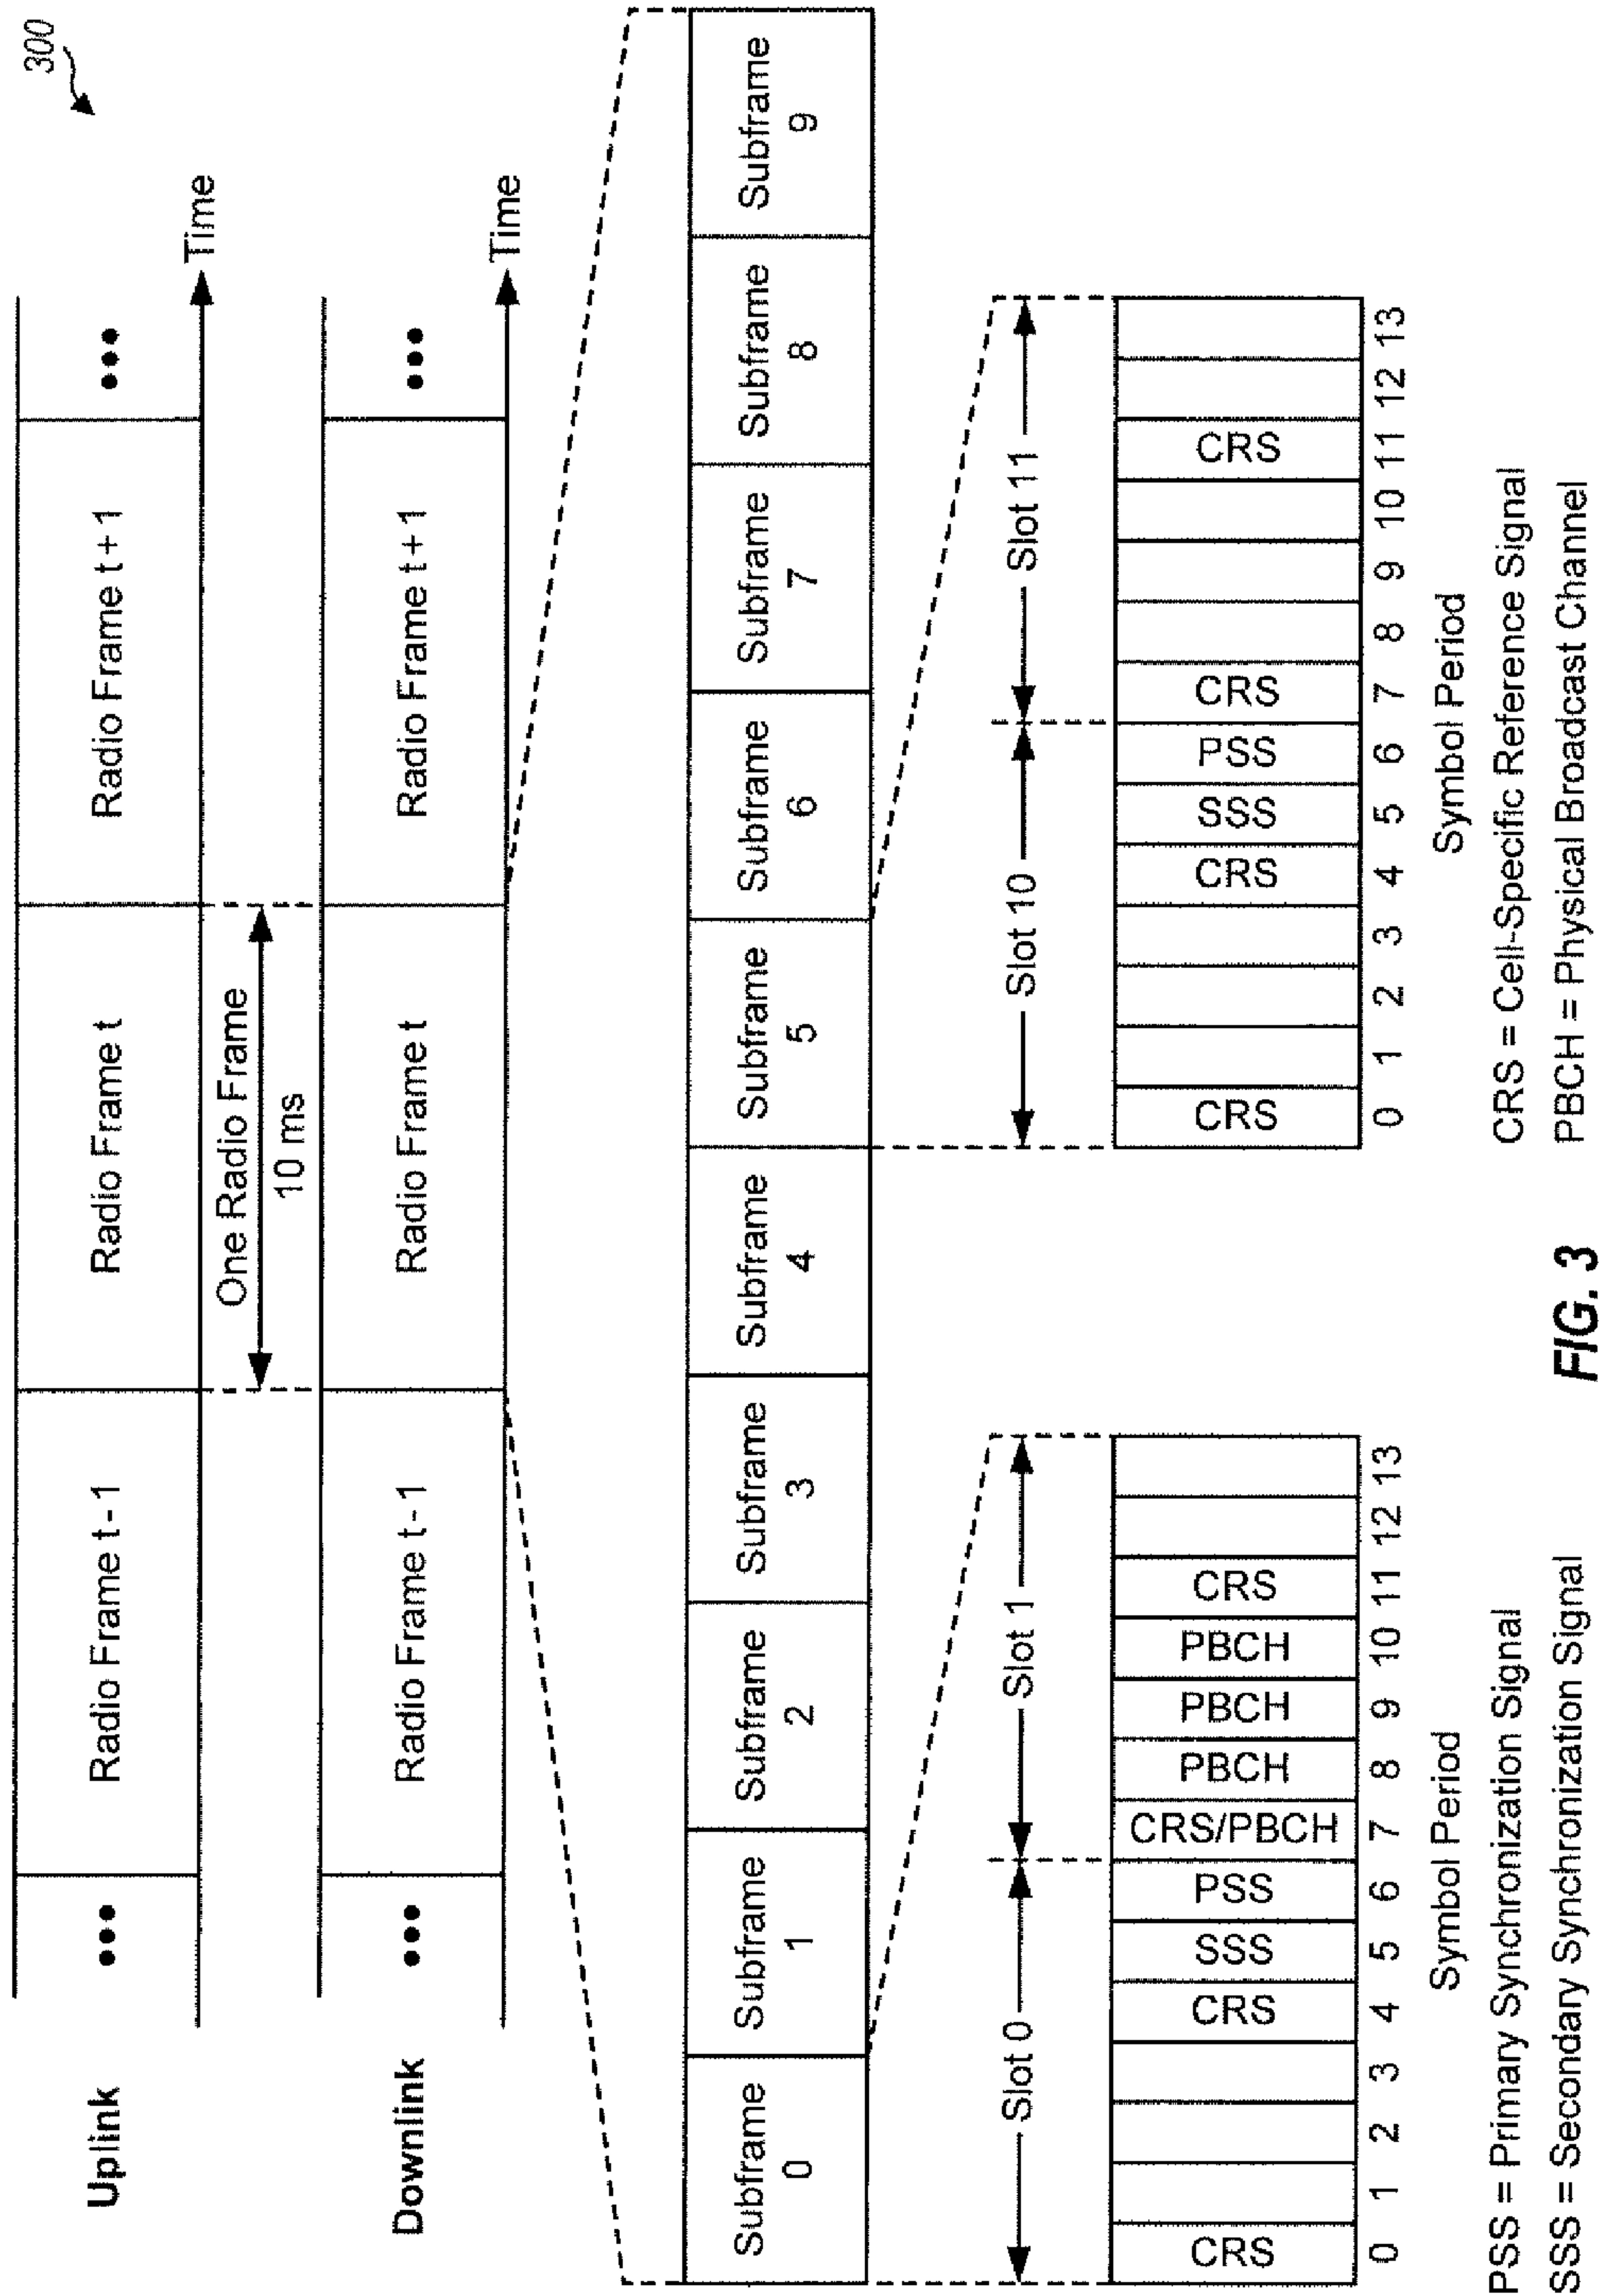 300
Uplink
•••
Radio Frame t-1
Radio Frame t
Radio Frame t+1
•••
Time
One Radio Frame
10 ms
Downlink
•••
Radio Frame t-1
Radio Frame t
Radio Frame t+1
•••
Time
Subframe 0
Subframe 1
Subframe 2
Subframe 3
Subframe 4
Subframe 5
Subframe 6
Subframe 7
Subframe 8
Subframe 9
Slot 0
Slot 1
CRS
CRS
SSS
PSS
CRS/PBCH
PBCH
PBCH
PBCH
CRS
0 1 2 3 4 5 6 7 8 9 10 11 12 13
Symbol Period
Slot 10
Slot 11
CRS
CRS
SSS
PSS
CRS
CRS
0 1 2 3 4 5 6 7 8 9 10 11 12 13
Symbol Period
PSS = Primary Synchronization Signal
SSS = Secondary Synchronization Signal
CRS = Cell-Specific Reference Signal
PBCH = Physical Broadcast Channel
FIG. 3